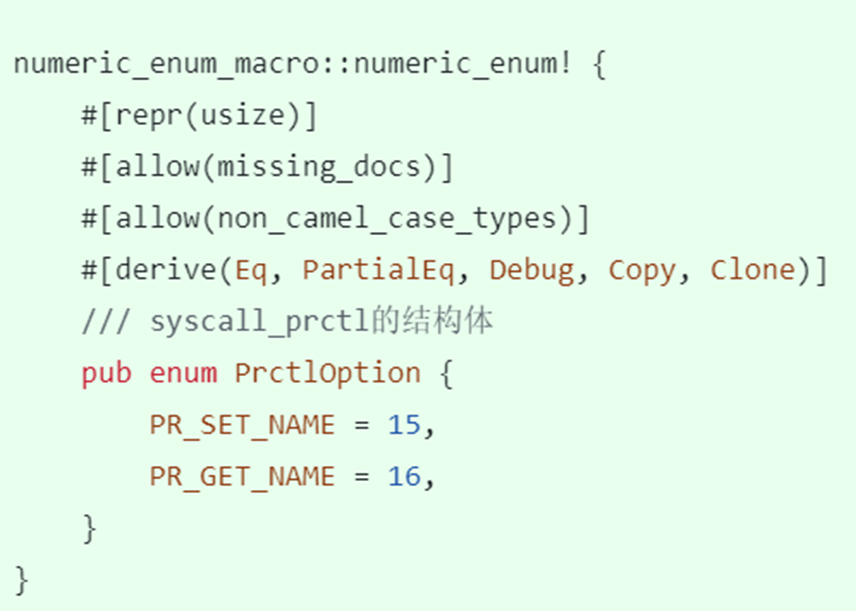 numeric_enum_macro::numeric_enum! {
    #[repr(usize)]
    #[allow(missing_docs)]
    #[allow(non_camel_case_types)]
    #[derive(Eq, PartialEq, Debug, Copy, Clone)]
    /// syscall_prctl的结构体
    pub enum PrctlOption {
        PR_SET_NAME = 15,
        PR_GET_NAME = 16,
    }
}